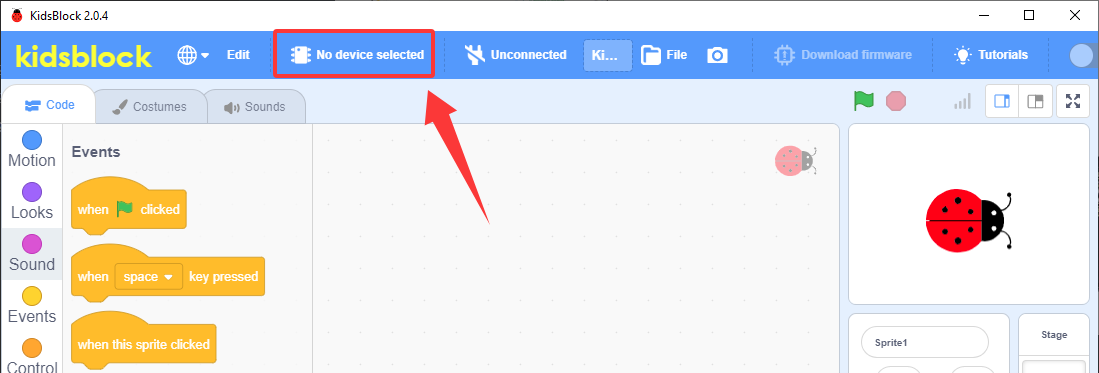 KidsBlock 2.0.4
kidsblock
Edit
No device selected
Unconnected
Ki...
File
Download firmware
Tutorials
Code
Costumes
Sounds
Motion
Looks
Sound
Events
Control
Events
when clicked
when space key pressed
when this sprite clicked
Sprite1
Stage